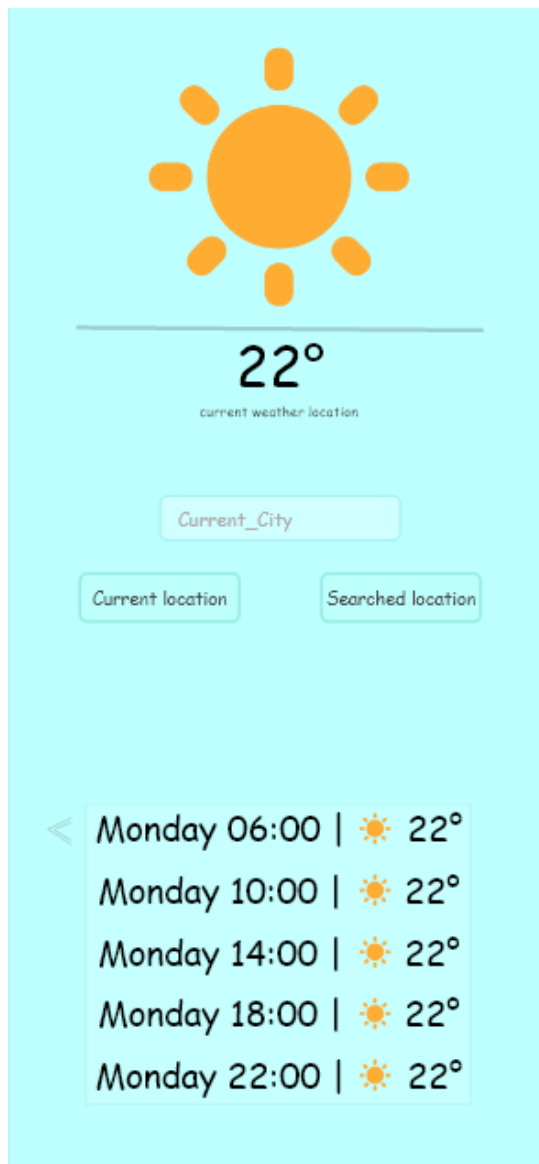 22°
current weather location
Current_City
Current location
Searched location
Monday 06:00 | 22°
Monday 10:00 | 22°
Monday 14:00 | 22°
Monday 18:00 | 22°
Monday 22:00 | 22°